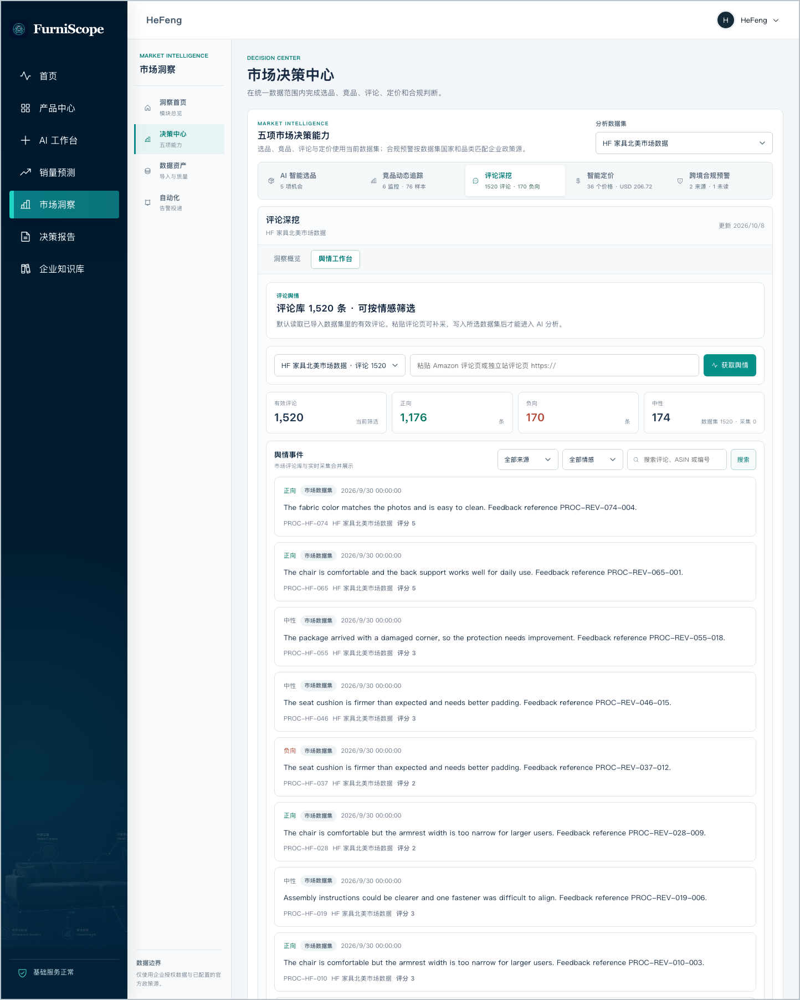 FurniScope
首页
产品中心
AI 工作台
销量预测
市场洞察
决策报告
企业知识库
基础服务正常
HeFeng
H
HeFeng
MARKET INTELLIGENCE
市场洞察
洞察首页
模块总览
决策中心
五项能力
数据资产
导入与质量
自动化
告警投递
数据边界
仅使用企业授权数据与已配置的官
方政策源。
DECISION CENTER
市场决策中心
在统一数据范围内完成选品、竞品、评论、定价和合规判断。
MARKET INTELLIGENCE
五项市场决策能力
选品、竞品、评论与定价使用当前数据集；合规预警按数据集国家和品类匹配企业政策源。
分析数据集
HF 家具北美市场数据
AI 智能选品
5 项机会
竞品动态追踪
6 监控 · 76 样本
评论深挖
1520 评论 · 170 负向
智能定价
36 个价格 · USD 206.72
跨境合规预警
2 来源 · 1 未读
评论深挖
HF 家具北美市场数据
更新 2026/10/8
洞察概览
舆情工作台
评论舆情
评论库 1,520 条 · 可按情感筛选
默认读取已导入数据集里的有效评论。粘贴评论页可补采，写入所选数据集后才能进入 AI 分析。
HF 家具北美市场数据 · 评论 1520
粘贴 Amazon 评论页或独立站评论页 https://
获取舆情
有效评论
1,520
当前筛选
正向
1,176
条
负向
170
条
中性
174
数据集 1520 · 采集 0
舆情事件
市场评论库与实时采集合并展示
全部来源
全部情感
搜索评论、ASIN 或编号
搜索
正向 市场数据集 2026/9/30 00:00:00
The fabric color matches the photos and is easy to clean. Feedback reference PROC-REV-074-004.
PROC-HF-074 HF 家具北美市场数据 评分 5
正向 市场数据集 2026/9/30 00:00:00
The chair is comfortable and the back support works well for daily use. Feedback reference PROC-REV-065-001.
PROC-HF-065 HF 家具北美市场数据 评分 5
中性 市场数据集 2026/9/30 00:00:00
The package arrived with a damaged corner, so the protection needs improvement. Feedback reference PROC-REV-055-018.
PROC-HF-055 HF 家具北美市场数据 评分 3
中性 市场数据集 2026/9/30 00:00:00
The seat cushion is firmer than expected and needs better padding. Feedback reference PROC-REV-046-015.
PROC-HF-046 HF 家具北美市场数据 评分 3
负向 市场数据集 2026/9/30 00:00:00
The seat cushion is firmer than expected and needs better padding. Feedback reference PROC-REV-037-012.
PROC-HF-037 HF 家具北美市场数据 评分 2
正向 市场数据集 2026/9/30 00:00:00
The chair is comfortable but the armrest width is too narrow for larger users. Feedback reference PROC-REV-028-009.
PROC-HF-028 HF 家具北美市场数据 评分 2
中性 市场数据集 2026/9/30 00:00:00
Assembly instructions could be clearer and one fastener was difficult to align. Feedback reference PROC-REV-019-006.
PROC-HF-019 HF 家具北美市场数据 评分 3
正向 市场数据集 2026/9/30 00:00:00
The chair is comfortable but the armrest width is too narrow for larger users. Feedback reference PROC-REV-010-003.
PROC-HF-010 HF 家具北美市场数据 评分 3